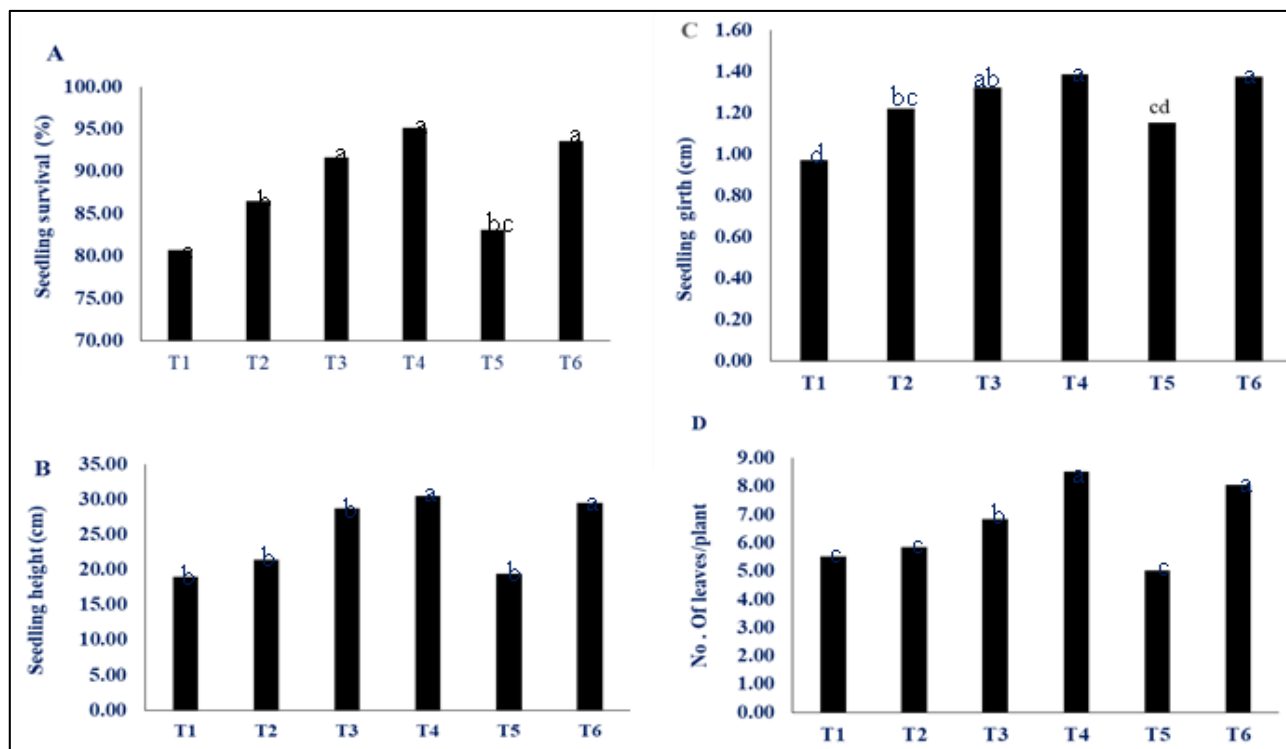 A
Seedling survival (%)
100.00
95.00
90.00
85.00
80.00
75.00
70.00
b
a
a
bc
a
T1 T2 T3 T4 T5 T6
C
Seedling girth (cm)
1.60
1.40
1.20
1.00
0.80
0.60
0.40
0.20
0.00
d
bc
ab
a
cd
a
T1 T2 T3 T4 T5 T6
B
Seedling height (cm)
35.00
30.00
25.00
20.00
15.00
10.00
5.00
0.00
b
b
b
a
b
a
T1 T2 T3 T4 T5 T6
D
No . Of leaves/plant
9.00
8.00
7.00
6.00
5.00
4.00
3.00
2.00
1.00
0.00
c
c
b
a
c
a
T1 T2 T3 T4 T5 T6